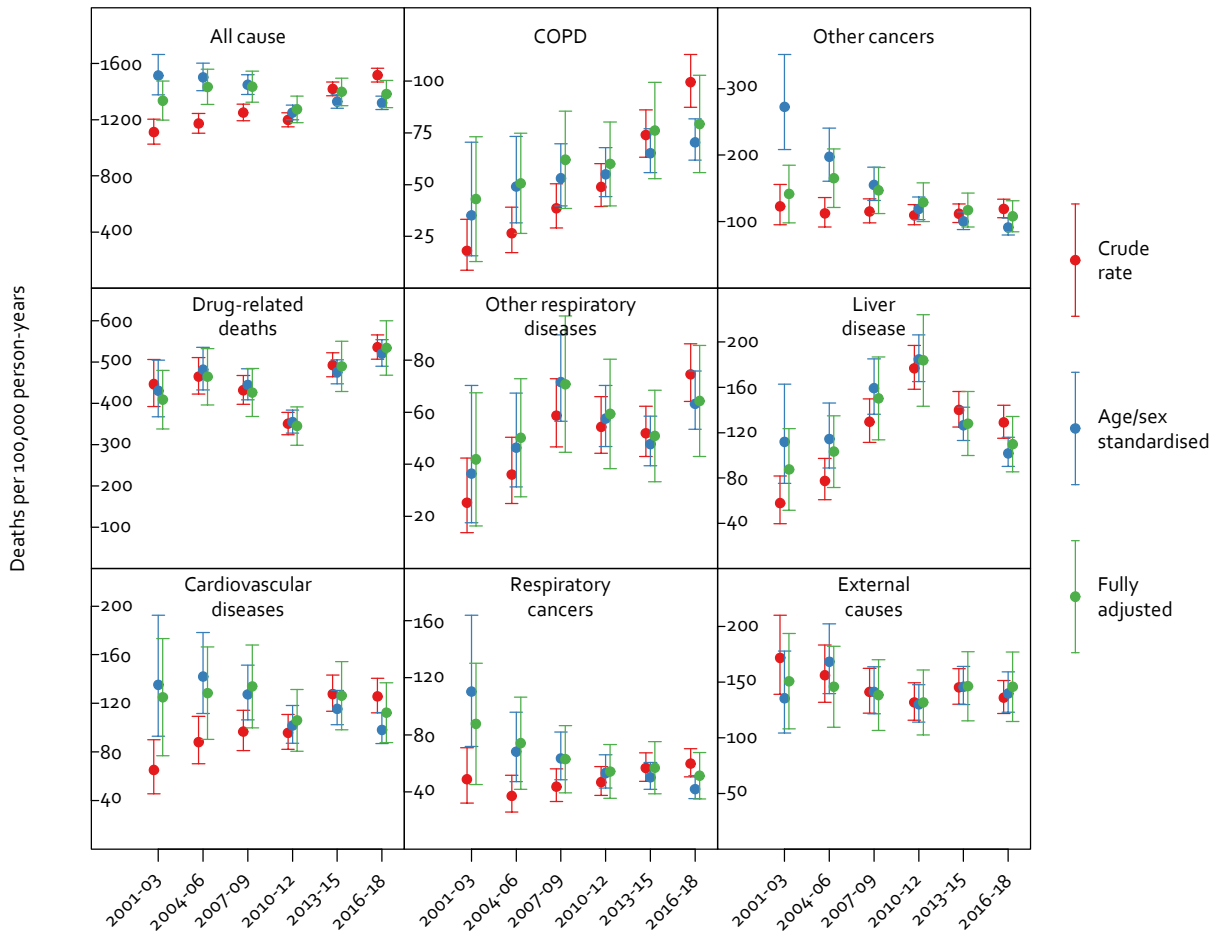 All cause
1600
1200
800
400
COPD
100
75
50
25
Other cancers
300
200
100
Drug-related
deaths
600
500
400
300
200
100
Other respiratory
diseases
80
60
40
20
Liver
disease
200
160
120
80
40
Cardiovascular
diseases
200
160
120
80
40
Respiratory
cancers
160
120
80
40
External
causes
200
150
100
50
2001-03
2004-06
2007-09
2010-12
2013-15
2016-18
2001-03
2004-06
2007-09
2010-12
2013-15
2016-18
2001-03
2004-06
2007-09
2010-12
2013-15
2016-18
Deaths per 100,000 person-years
Crude
rate
Age/sex
standardised
Fully
adjusted